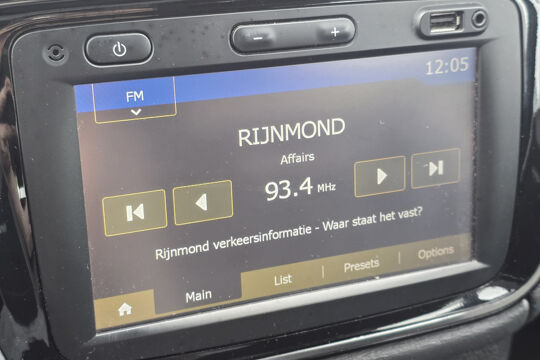 - +
12:05
FM
RIJNMOND
Affairs
93.4 MHz
Rijnmond verkeersinformatie - Waar staat het vast?
Main List Presets Options